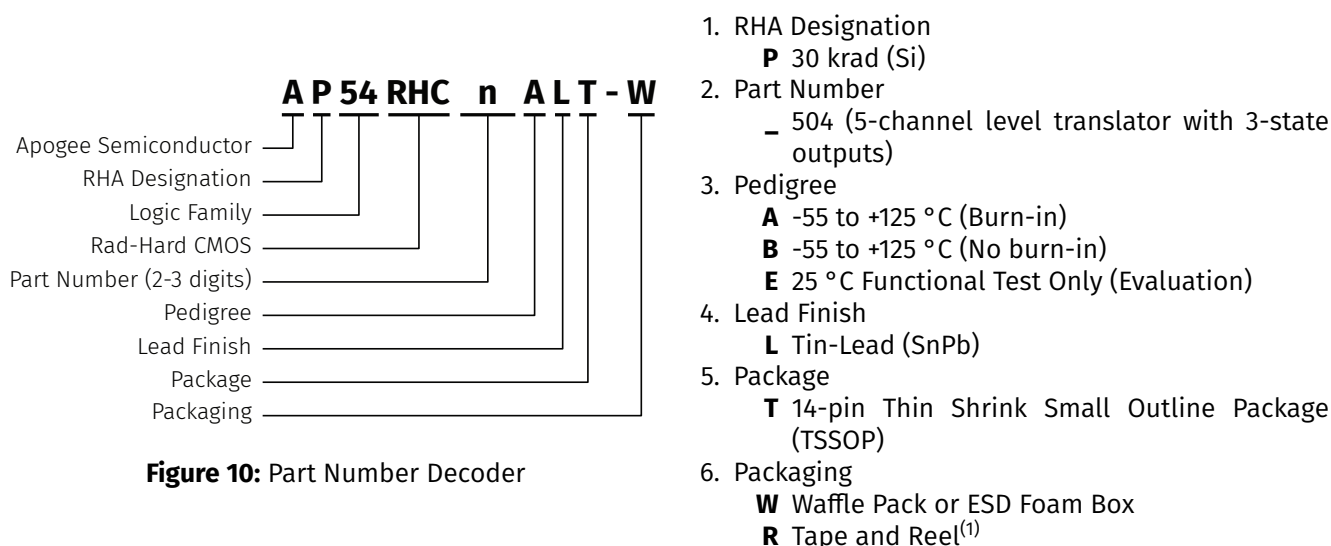 A P 54 RHC n A L T - W
Apogee Semiconductor
RHA Designation
Logic Family
Rad-Hard CMOS
Part Number (2-3 digits)
Pedigree
Lead Finish
Package
Packaging
Figure 10: Part Number Decoder
1. RHA Designation
P 30 krad (Si)
2. Part Number
_ 504 (5-channel level translator with 3-state
outputs)
3. Pedigree
A -55 to +125 °C (Burn-in)
B -55 to +125 °C (No burn-in)
E 25 °C Functional Test Only (Evaluation)
4. Lead Finish
L Tin-Lead (SnPb)
5. Package
T 14-pin Thin Shrink Small Outline Package
(TSSOP)
6. Packaging
W Waffle Pack or ESD Foam Box
R Tape and Reel(1)